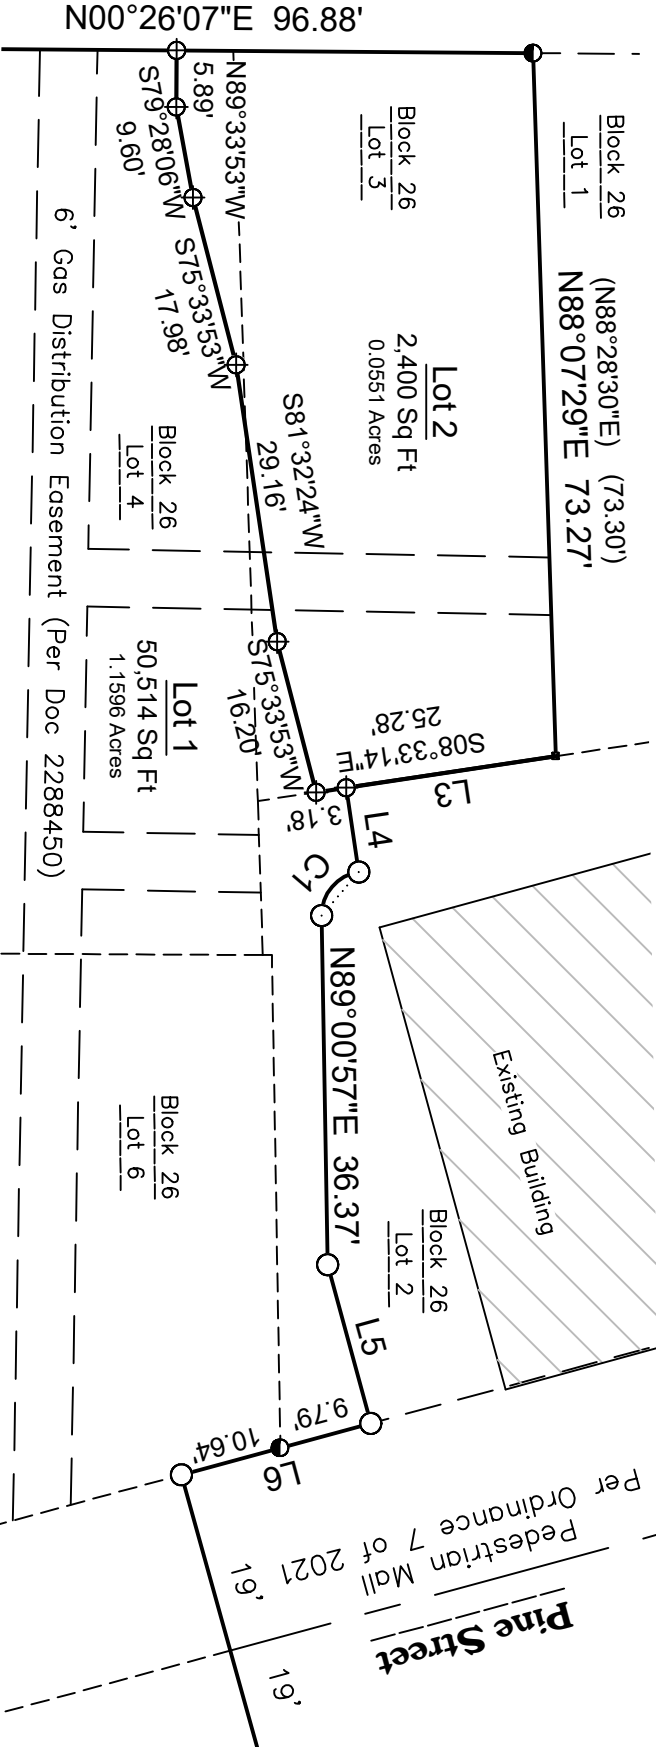 N00°26'07"E 96.88'
N89°33'53"W
5.89'
S79°28'06"W
9.60'
S75°33'53"W
17.98'
Block 26
Lot 3
Block 26
Lot 1
(N88°28'30"E) (73.30')
N88°07'29"E 73.27'
Lot 2
2,400 Sq Ft
0.0551 Acres
S81°32'24"W
29.16'
Block 26
Lot 4
6' Gas Distribution Easement (Per Doc 2288450)
Lot 1
50,514 Sq Ft
1.1596 Acres
S75°33'53"W
16.20'
S08°33'14"E
25.28'
L3
3.18'
L4
C1
N89°00'57"E 36.37'
Existing Building
Block 26
Lot 6
Block 26
Lot 2
L5
9.79'
10.64'
L6
Pine Street
Pedestrian Mall
Per Ordinance 7 of 2021
19'
19'